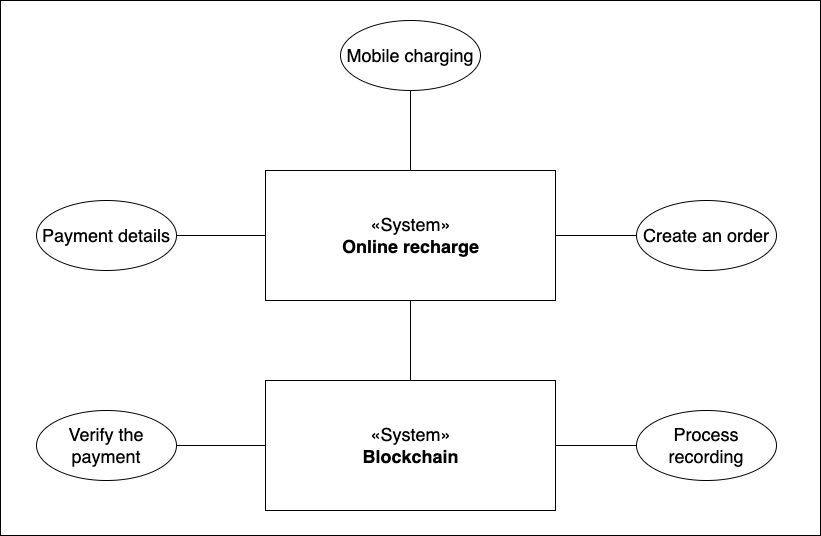 Mobile charging
Payment details
«System»
Online recharge
Create an order
Verify the
payment
«System»
Blockchain
Process
recording